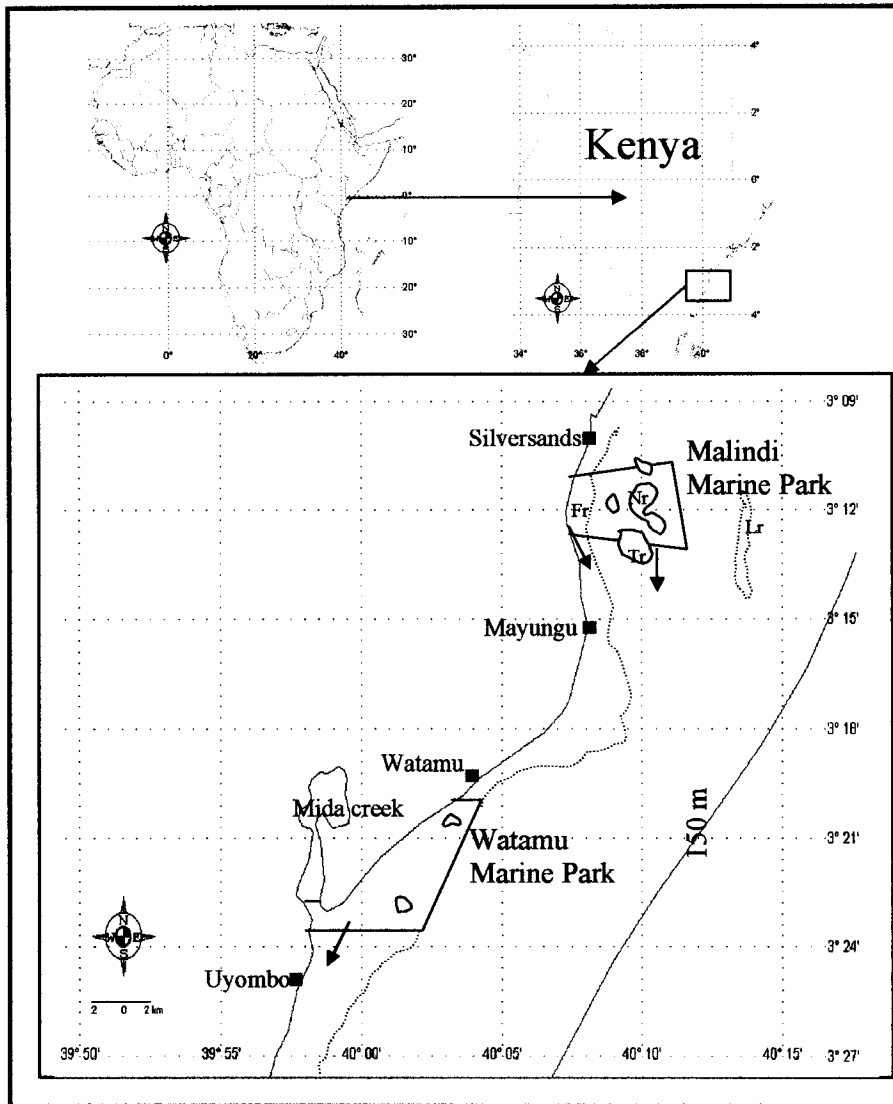 30°
20°
10°
0°
-10°
-20°
-30°
0°
20°
40°
N
S
Kenya
4°
2°
0°
2°
4°
34°
36°
38°
40°
N
S
3° 09'
Silversands
Malindi
Marine Park
Nr
Fr
3° 12'
Lr
Tr
Mayungu
3° 15'
3° 18'
Watamu
Mida creek
150 m
3° 21'
Watamu
Marine Park
N
W E
S
3° 24'
Uyombo
2 0 2 km
39° 50'
39° 55'
40° 00'
40° 05'
40° 10'
40° 15'
3° 27'